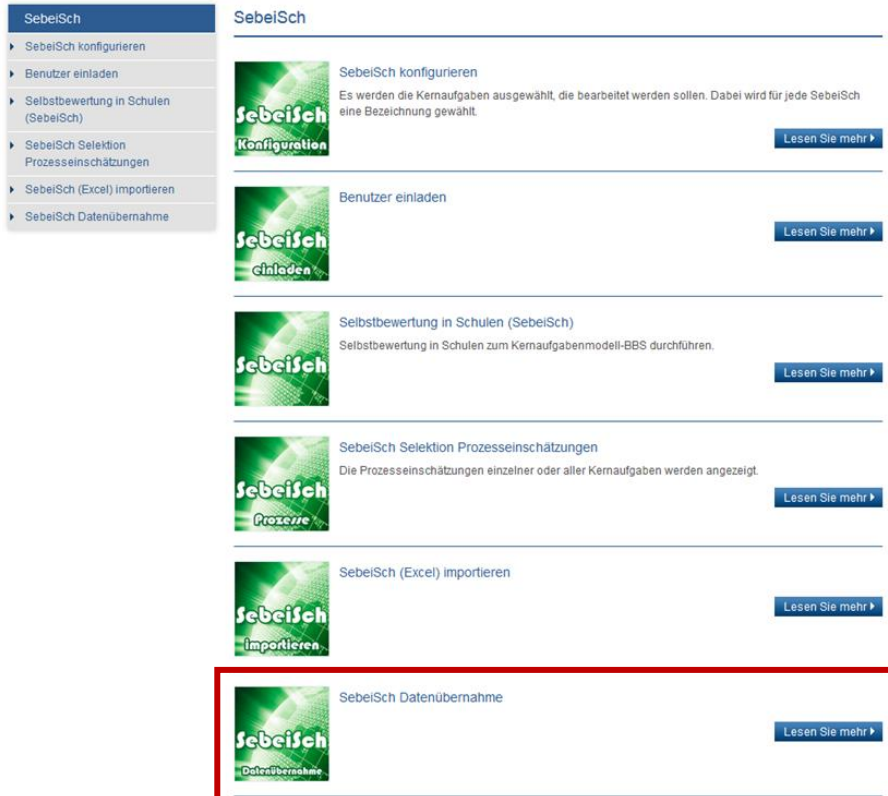 SebeiSch
SebeiSch konfigurieren
Benutzer einladen
Selbstbewertung in Schulen
(SebeiSch)
SebeiSch Selektion
Prozesseinschätzungen
SebeiSch (Excel) importieren
SebeiSch Datenübernahme
SebeiSch
SebeiSch
Konfiguration
SebeiSch konfigurieren
Es werden die Kernaufgaben ausgewählt, die bearbeitet werden sollen. Dabei wird für jede SebeiSch
eine Bezeichnung gewählt.
Lesen Sie mehr
SebeiSch
einladen
Benutzer einladen
Lesen Sie mehr
SebeiSch
Selbstbewertung in Schulen (SebeiSch)
Selbstbewertung in Schulen zum Kernaufgabenmodell-BBS durchführen.
Lesen Sie mehr
SebeiSch
Prozesse
SebeiSch Selektion Prozesseinschätzungen
Die Prozesseinschätzungen einzelner oder aller Kernaufgaben werden angezeigt.
Lesen Sie mehr
SebeiSch
importieren
SebeiSch (Excel) importieren
Lesen Sie mehr
SebeiSch
Datenübernahme
SebeiSch Datenübernahme
Lesen Sie mehr